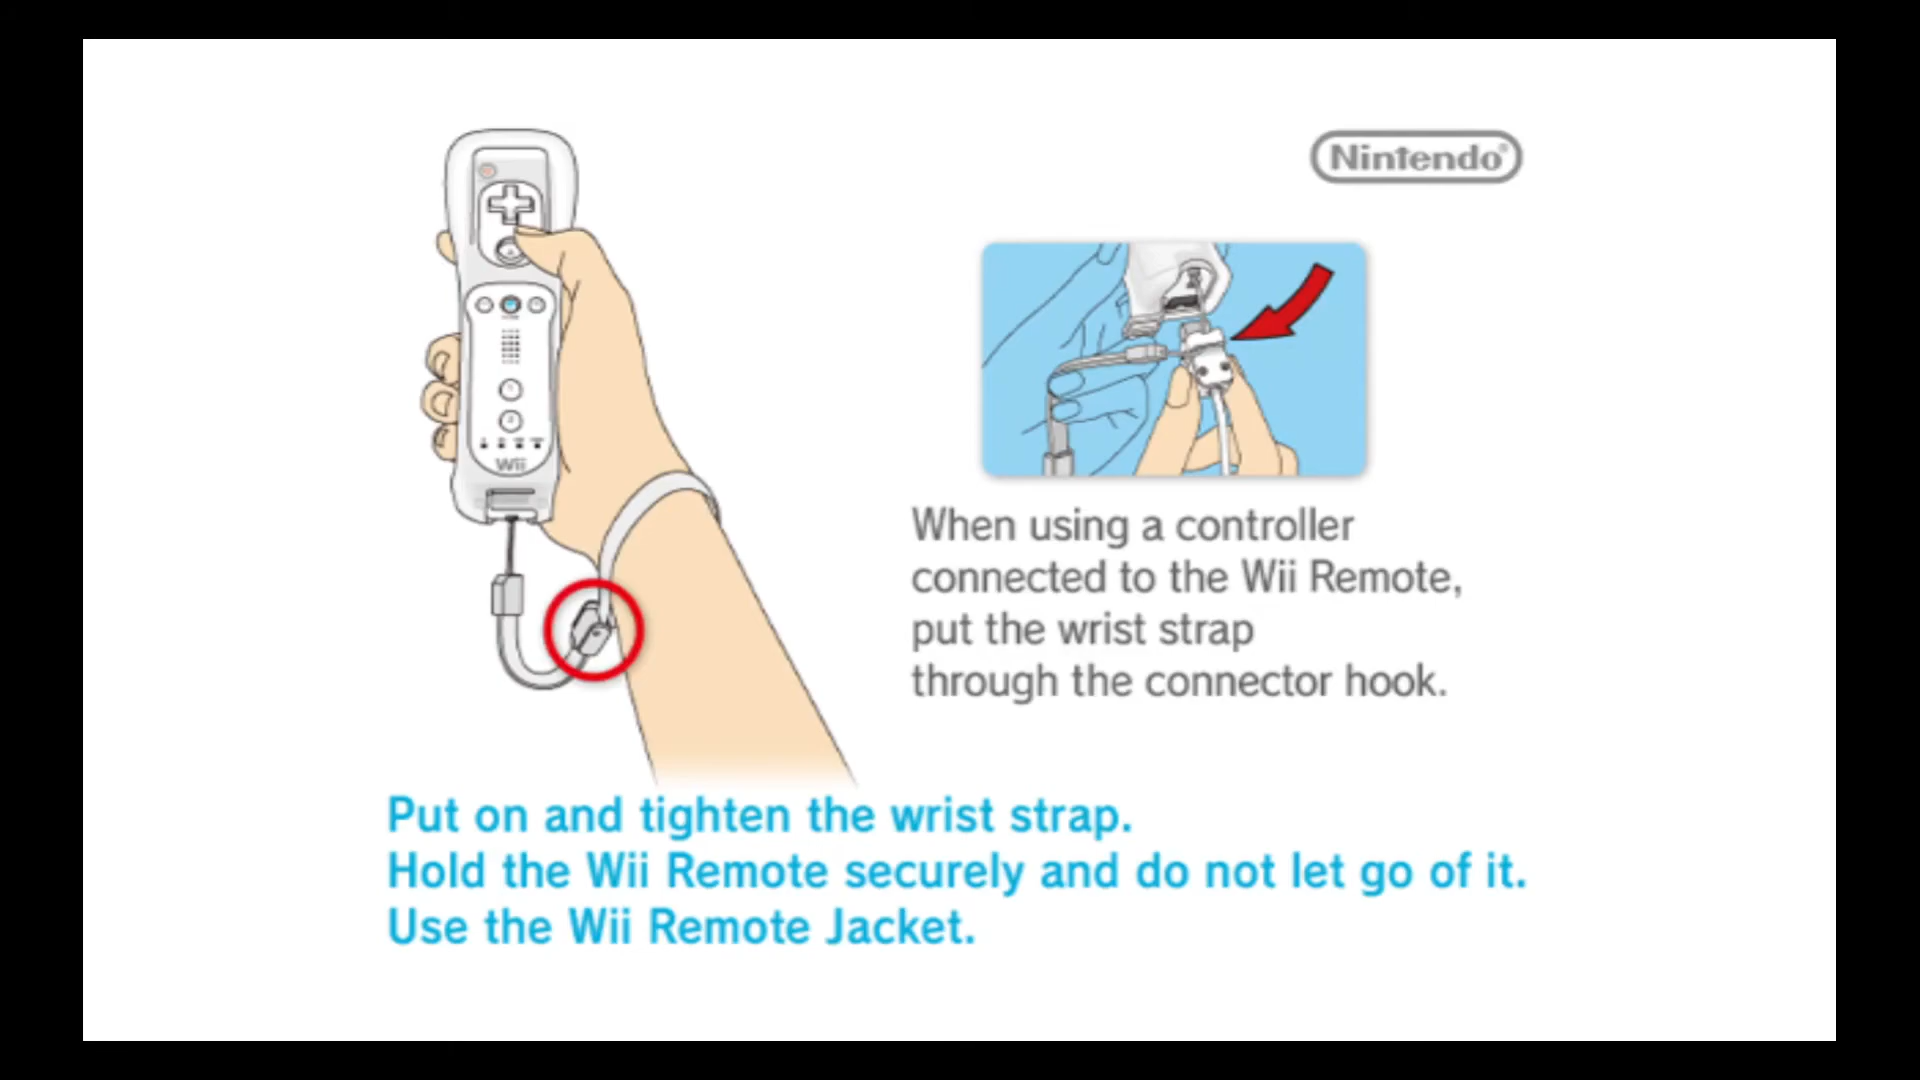 Nintendo®
Wii
When using a controller
connected to the Wii Remote,
put the wrist strap
through the connector hook.
Put on and tighten the wrist strap.
Hold the Wii Remote securely and do not let go of it.
Use the Wii Remote Jacket.